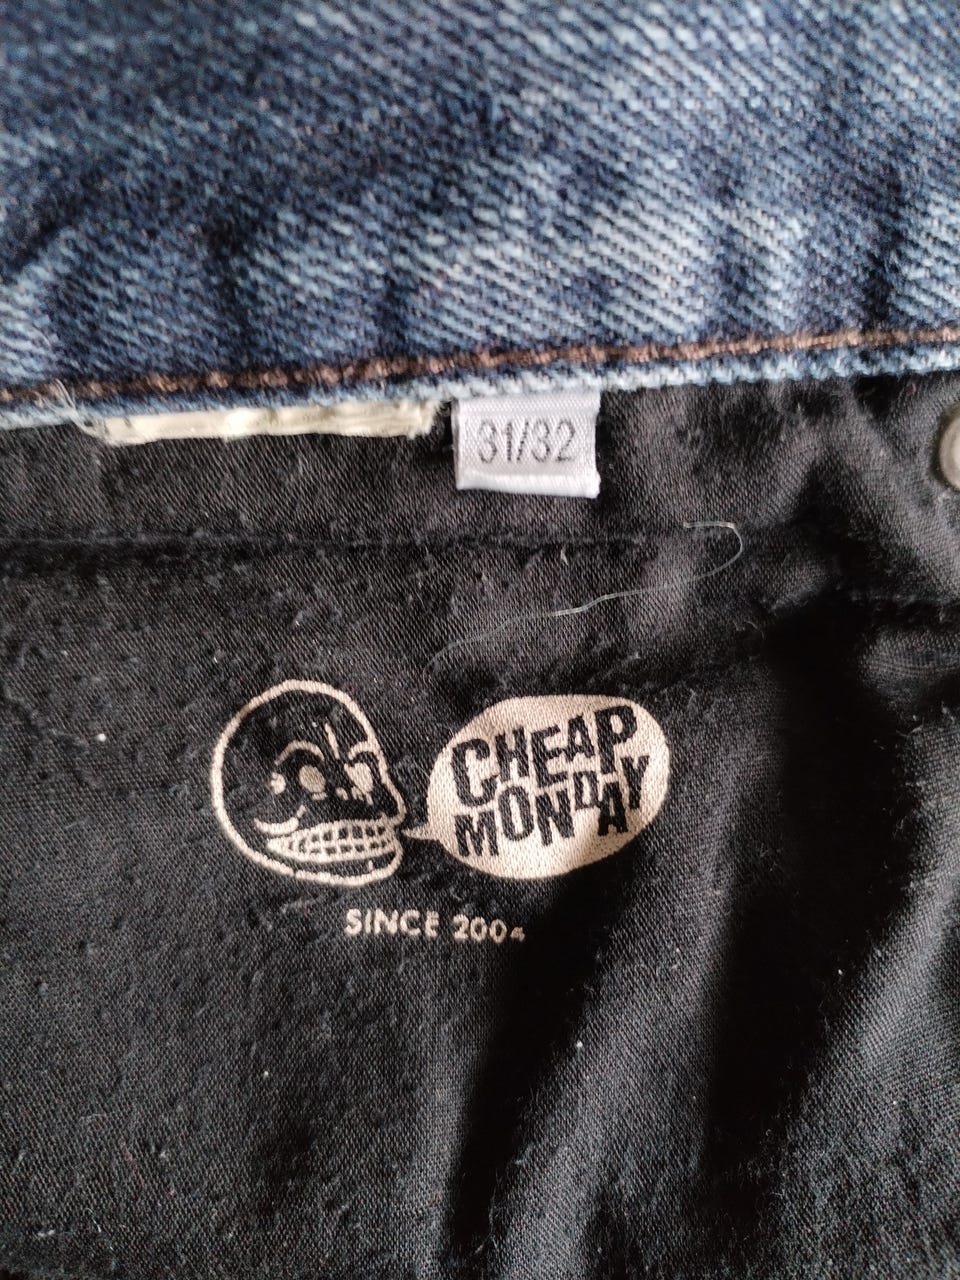 31/32
CHEAP
MONDAY
SINCE 2004